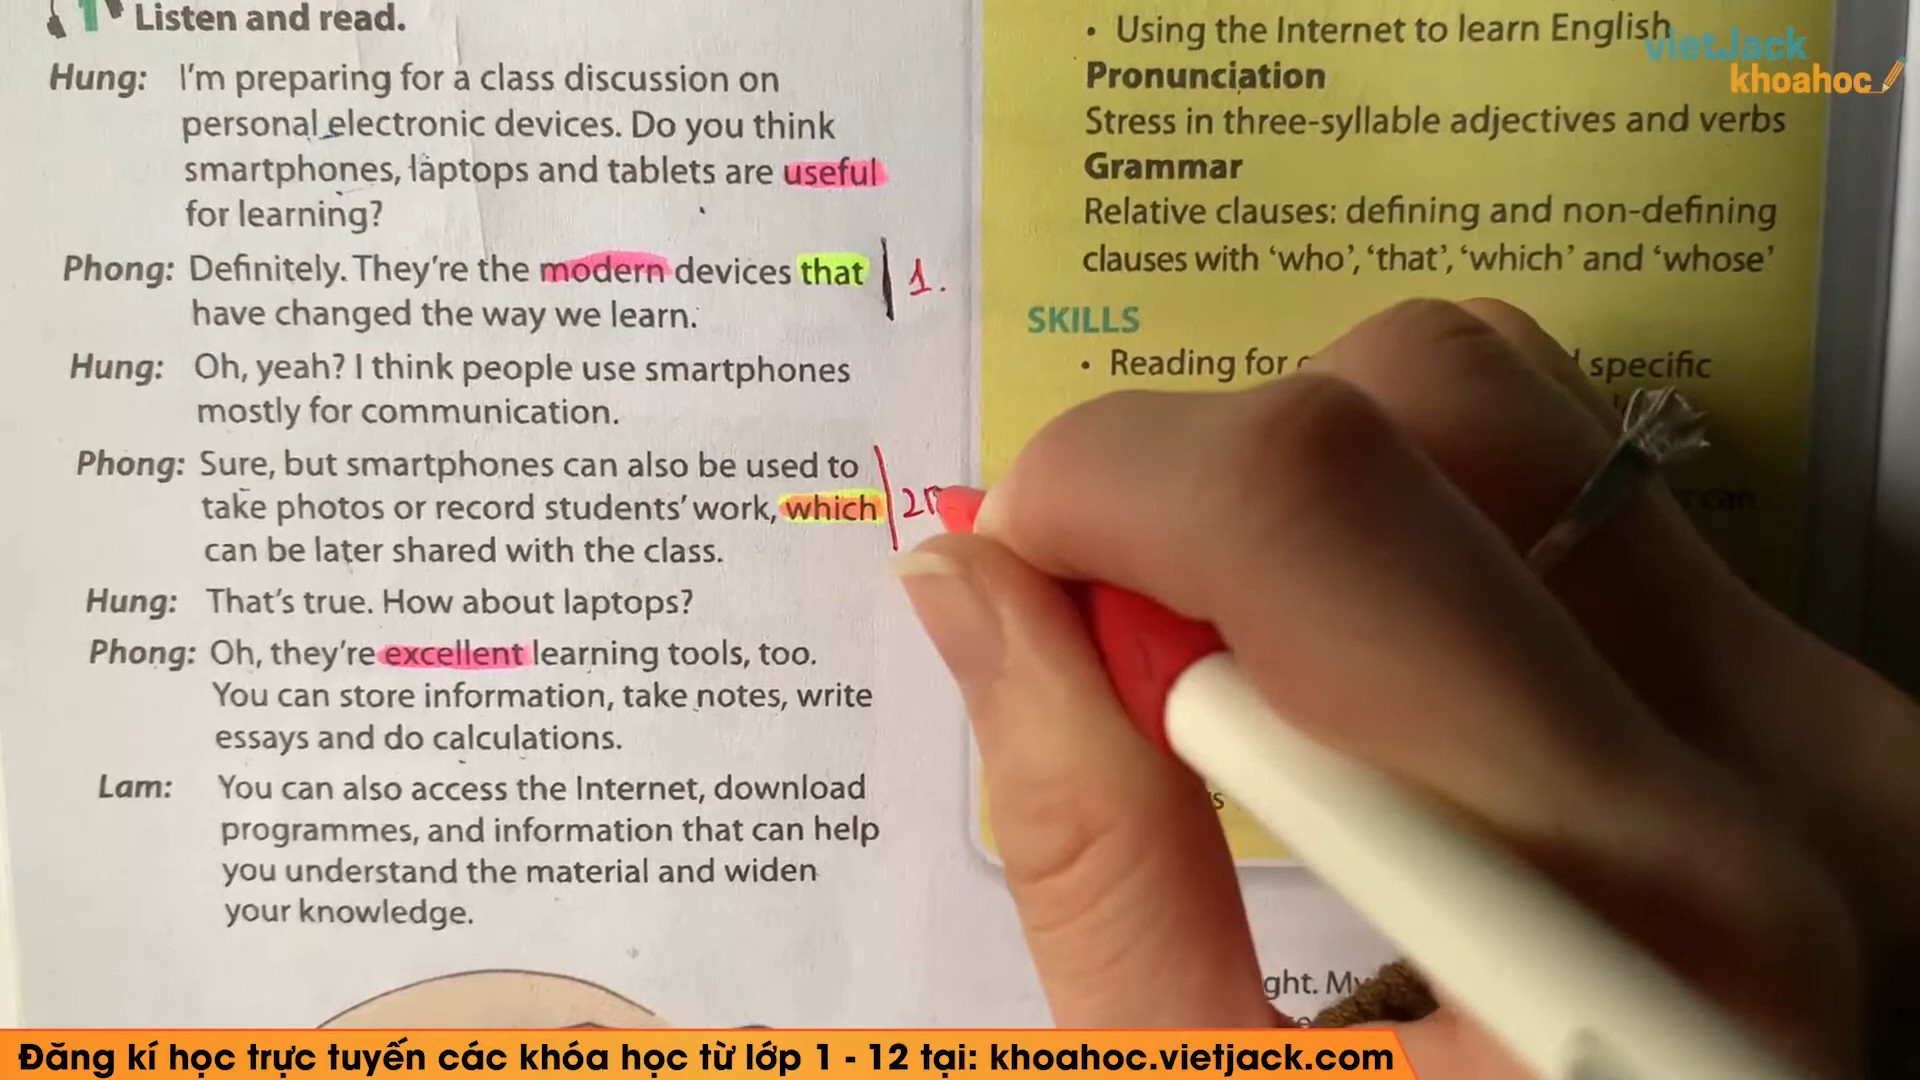 1 Listen and read.
Hung: I'm preparing for a class discussion on
personal electronic devices. Do you think
smartphones, laptops and tablets are useful
for learning?
Phong: Definitely. They're the modern devices that
have changed the way we learn.
1.
Hung: Oh, yeah? I think people use smartphones
mostly for communication.
Phong: Sure, but smartphones can also be used to
take photos or record students' work, which
can be later shared with the class.
2
Hung: That's true. How about laptops?
Phong: Oh, they're excellent learning tools, too.
You can store information, take notes, write
essays and do calculations.
Lam: You can also access the Internet, download
programmes, and information that can help
you understand the material and widen
your knowledge.
• Using the Internet to learn English
Pronunciation
Stress in three-syllable adjectives and verbs
Grammar
Relative clauses: defining and non-defining
clauses with 'who', 'that', 'which' and 'whose'
SKILLS
• Reading for specific
can
ght. My
vietJack
khoahoc
Đăng kí học trực tuyến các khóa học từ lớp 1 - 12 tại: khoahoc.vietjack.com